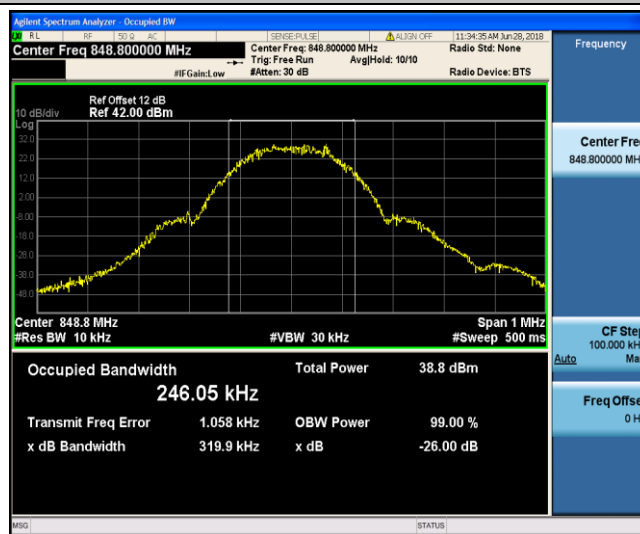 Agilent Spectrum Analyzer - Occupied BW
RL RF 50 Ω AC SENSE:PULSE ALIGN OFF 11:34:35 AM Jun 28, 2018
Center Freq 848.800000 MHz
Center Freq: 848.800000 MHz
Radio Std: None
Trig: Free Run Avg|Hold: 10/10
#IFGain:Low #Atten: 30 dB Radio Device: BTS
Frequency
Ref Offset 12 dB
10 dB/div Ref 42.00 dBm
Log
32.0
22.0
12.0
2.00
-8.00
-18.0
-28.0
-38.0
-48.0
Center 848.8 MHz Span 1 MHz
#Res BW 10 kHz #VBW 30 kHz #Sweep 500 ms
Occupied Bandwidth Total Power 38.8 dBm
246.05 kHz
Transmit Freq Error 1.058 kHz OBW Power 99.00 %
x dB Bandwidth 319.9 kHz x dB -26.00 dB
Center Fre
848.800000 MH
CF Step
100.000 kH
Auto Ma
Freq Offse
0 H
MSG STATUS